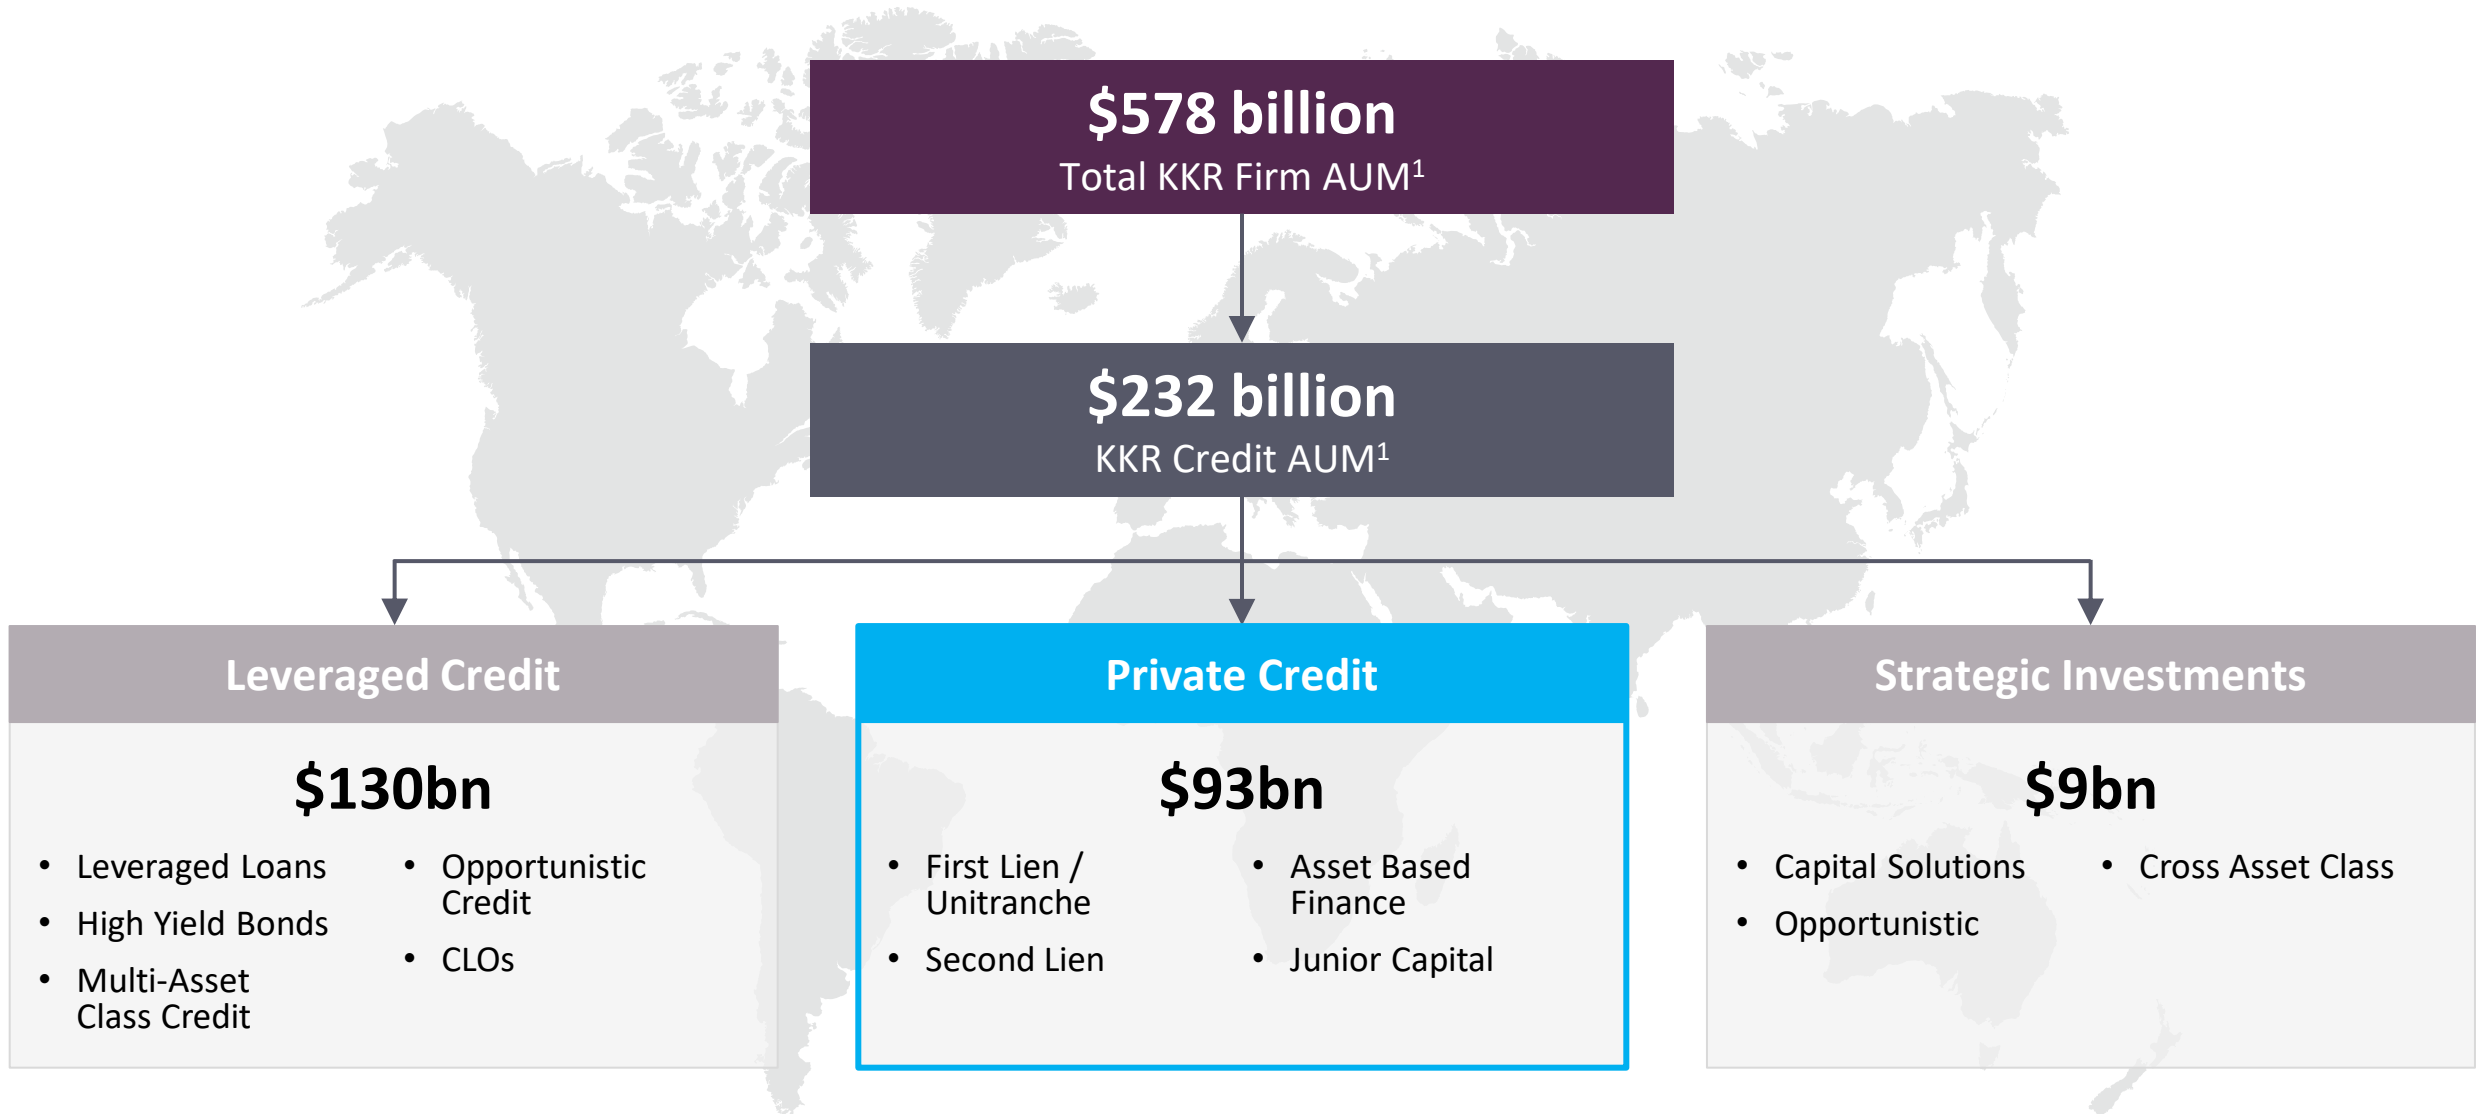 $578 billion
Total KKR Firm AUM¹
$232 billion
KKR Credit AUM¹
Leveraged Credit
$130bn
• Leveraged Loans
• High Yield Bonds
• Multi-Asset
Class Credit
• Opportunistic
Credit
• CLOs
Private Credit
$93bn
• First Lien /
Unitranche
• Second Lien
• Asset Based
Finance
• Junior Capital
Strategic Investments
$9bn
• Capital Solutions
• Opportunistic
• Cross Asset Class